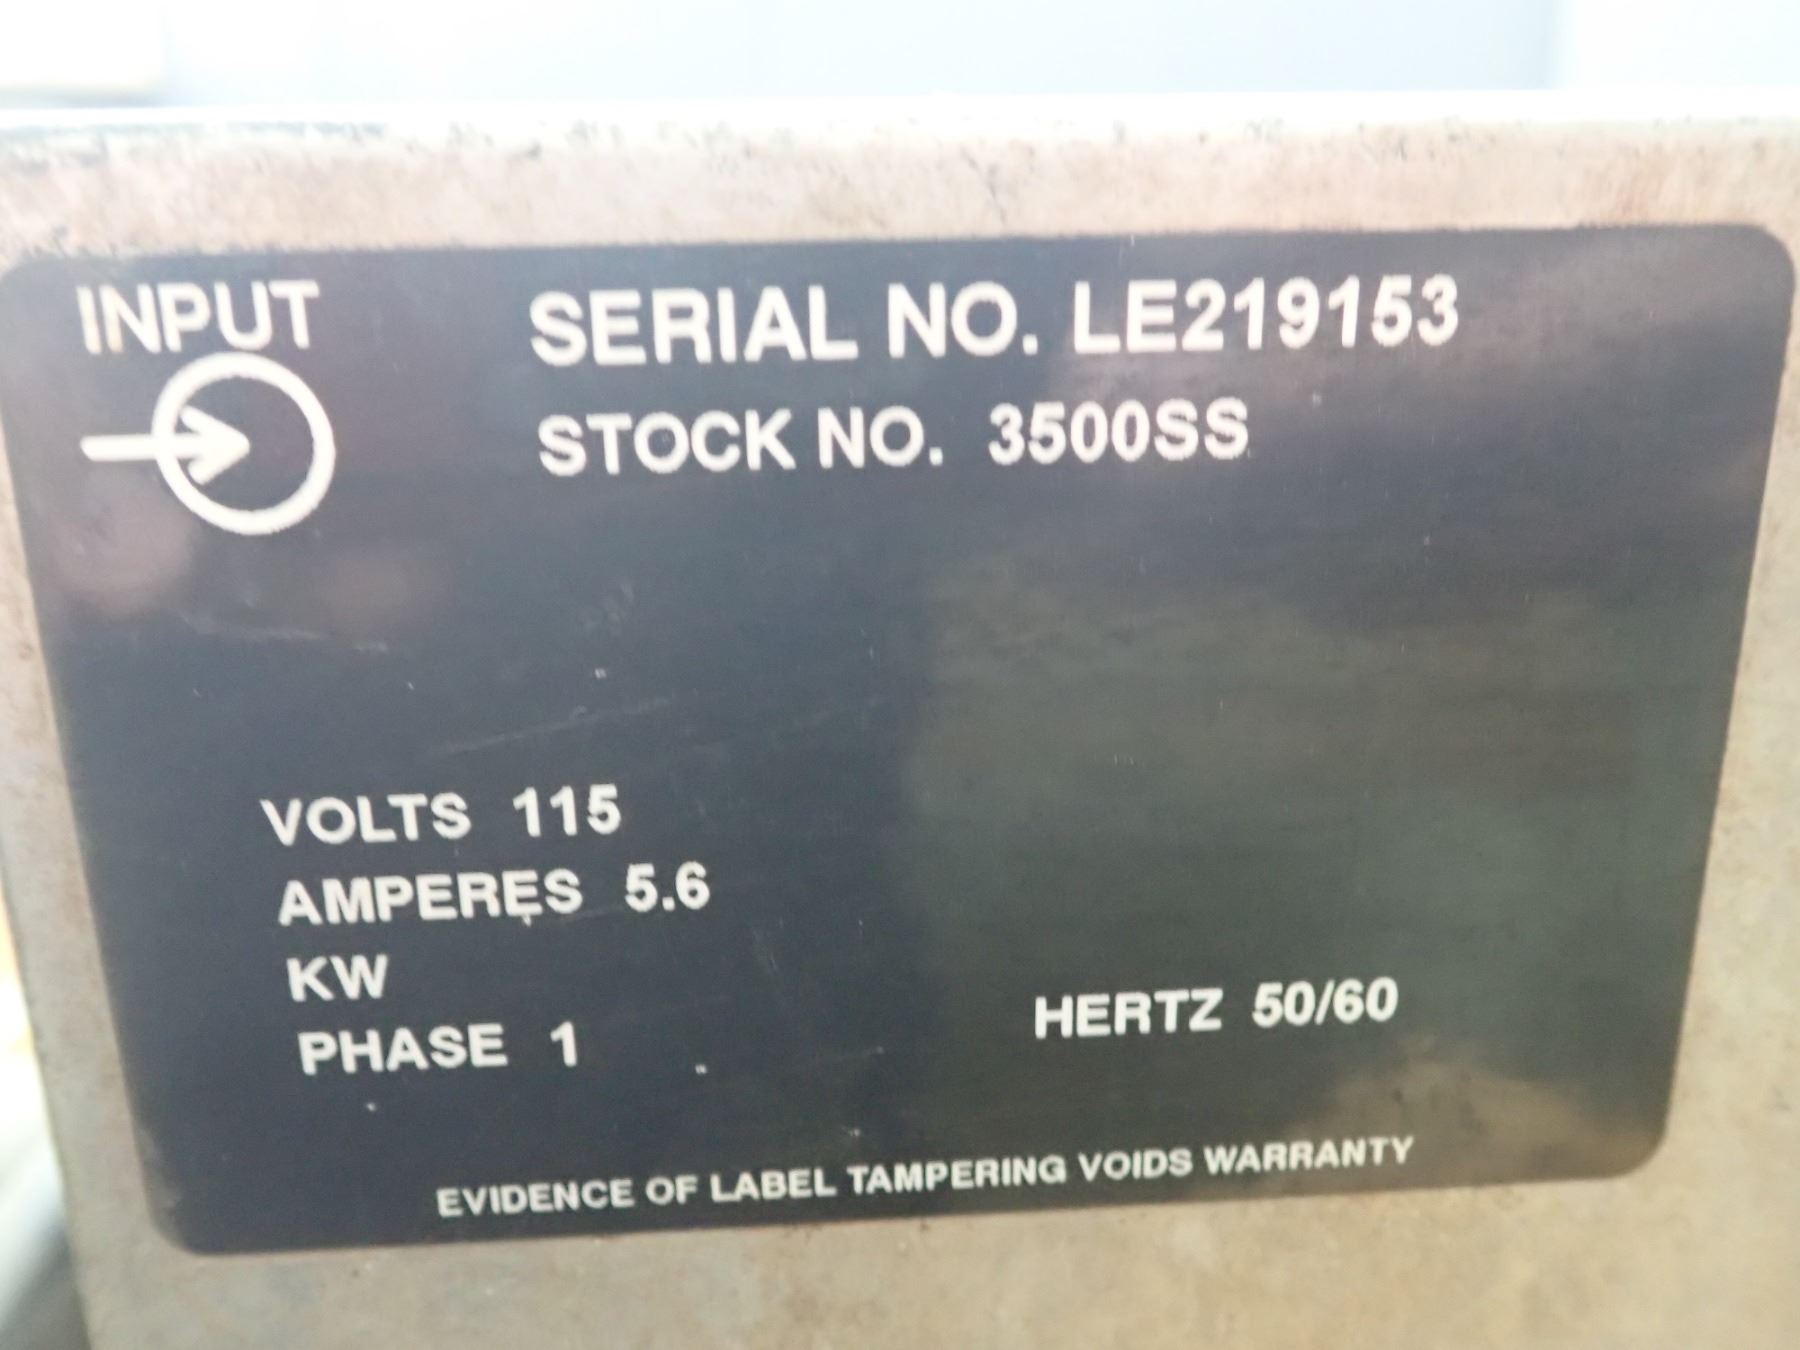 INPUT
SERIAL NO. LE219153
STOCK NO. 3500SS
VOLTS 115
AMPERES 5.6
KW
PHASE 1
HERTZ 50/60
EVIDENCE OF LABEL TAMPERING VOIDS WARRANTY